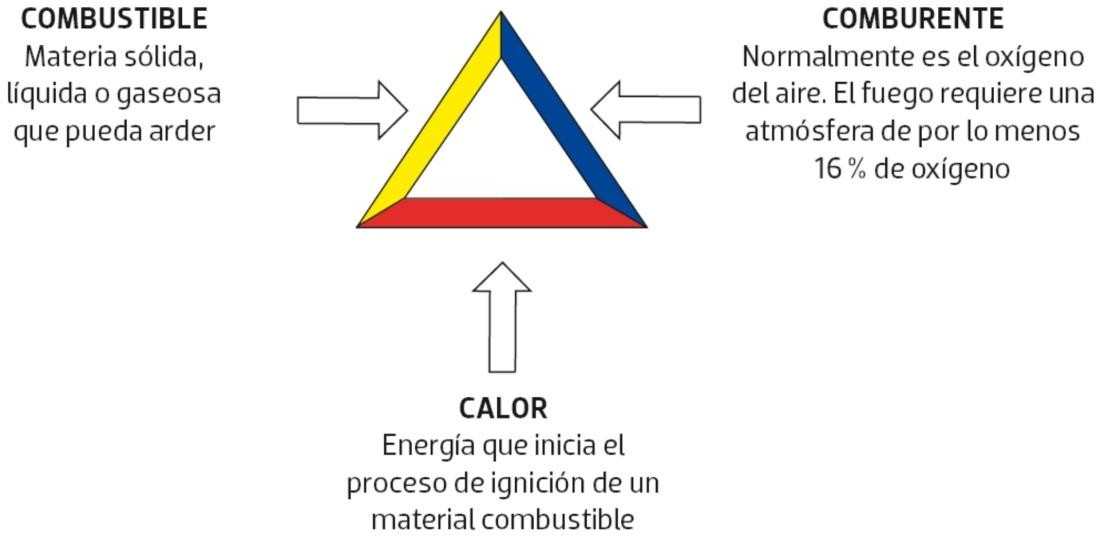 COMBUSTIBLE
Materia sólida,
líquida o gaseosa
que pueda arder
COMBURENTE
Normalmente es el oxígeno
del aire. El fuego requiere una
atmósfera de por lo menos
16 % de oxígeno
CALOR
Energía que inicia el
proceso de ignición de un
material combustible